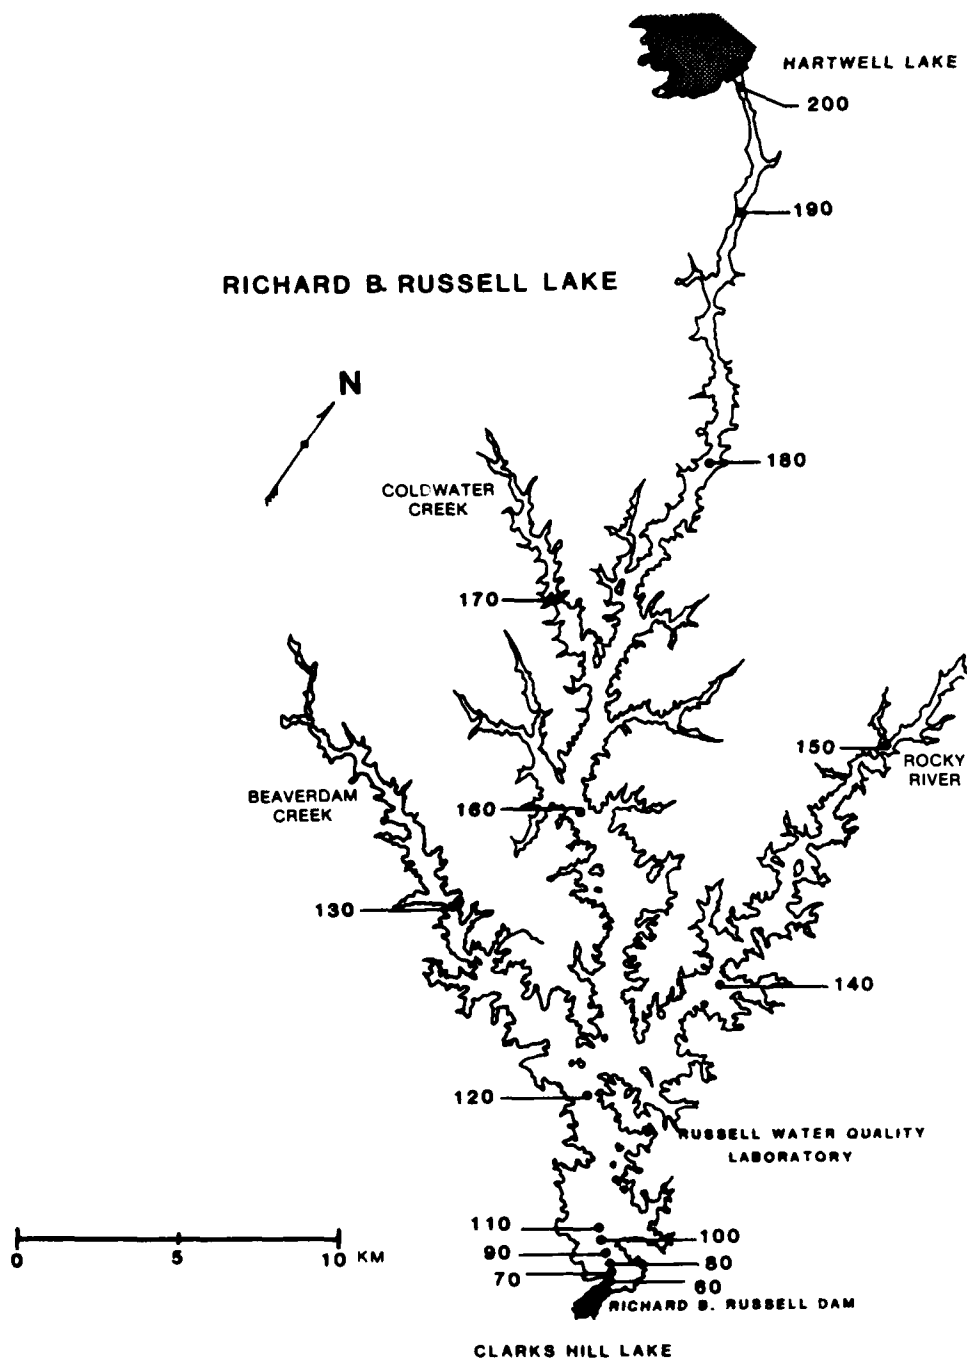 HARTWELL LAKE
200
190
RICHARD B. RUSSELL LAKE
N
180
COLDWATER
CREEK
170
150
ROCKY
RIVER
BEAVERDAM
CREEK
160
130
140
120
RUSSELL WATER QUALITY
LABORATORY
110
100
90
80
70
60
0 5 10 KM
RICHARD B. RUSSELL DAM
CLARKS HILL LAKE